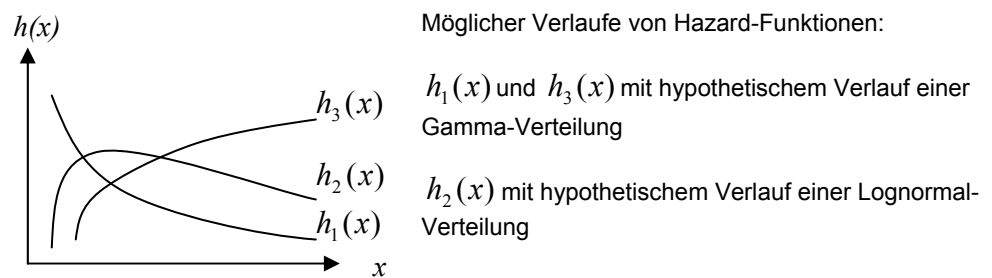 h(x)
h₃(x)
h₂(x)
h₁(x)
x
Möglicher Verlaufe von Hazard-Funktionen:
h₁(x) und h₃(x) mit hypothetischem Verlauf einer
Gamma-Verteilung
h₂(x) mit hypothetischem Verlauf einer Lognormal-
Verteilung